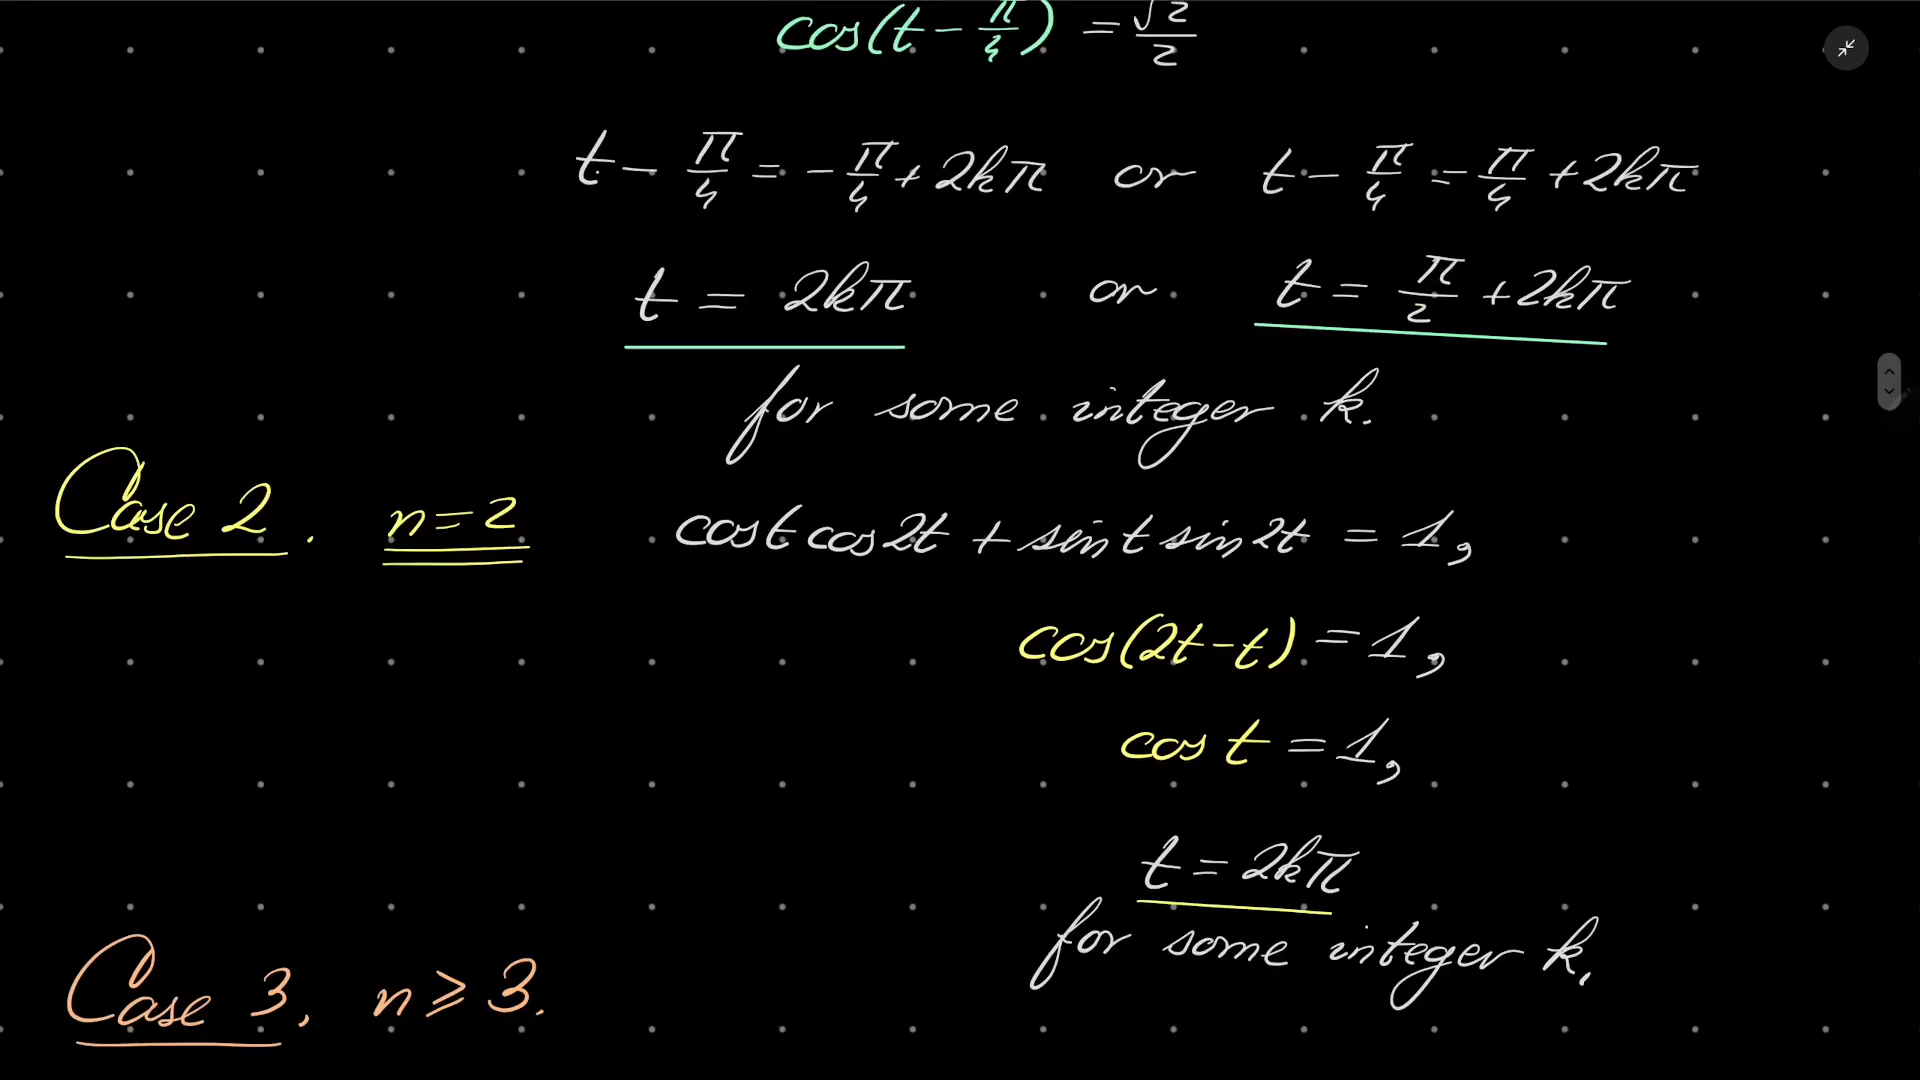 cos(t − π/4) = √2/2
t − π/4 = −π/4 + 2kπ or t − π/4 = π/4 + 2kπ
t = 2kπ or t = π/2 + 2kπ
for some integer k.
Case 2. n=2 cos t cos 2t + sin t sin 2t = 1,
cos(2t−t) = 1,
cos t = 1,
t = 2kπ
for some integer k.
Case 3, n ⩾ 3.